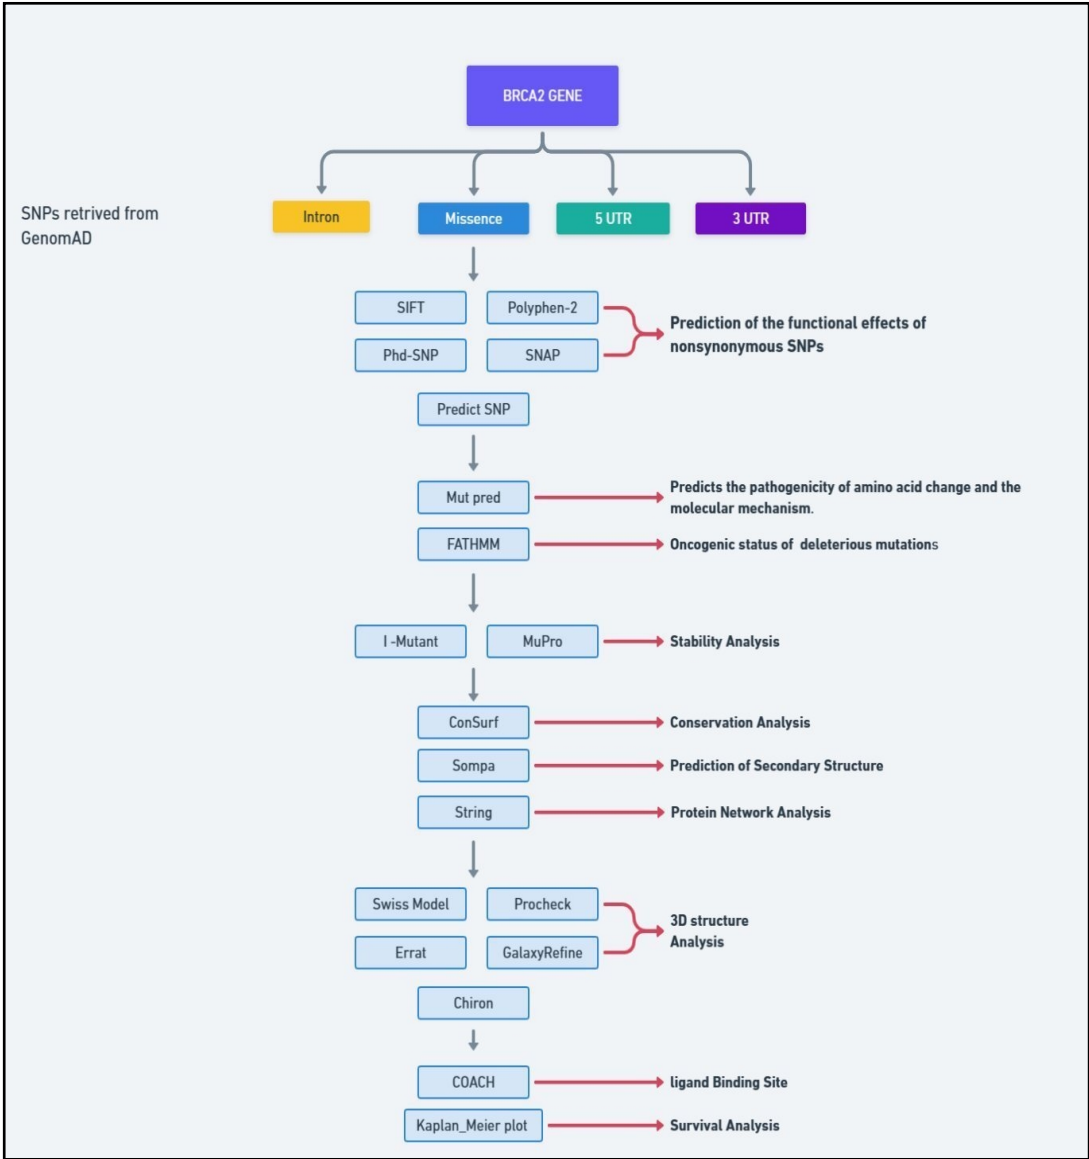 BRCA2 GENE
SNPs retrived from
GenomAD
Intron
Missence
5 UTR
3 UTR
SIFT
Polyphen-2
Phd-SNP
SNAP
Prediction of the functional effects of
nonsynonymous SNPs
Predict SNP
Mut pred
Predicts the pathogenicity of amino acid change and the
molecular mechanism.
FATHMM
Oncogenic status of deleterious mutations
I -Mutant
MuPro
Stability Analysis
ConSurf
Conservation Analysis
Sompa
Prediction of Secondary Structure
String
Protein Network Analysis
Swiss Model
Procheck
Errat
GalaxyRefine
3D structure
Analysis
Chiron
COACH
ligand Binding Site
Kaplan_Meier plot
Survival Analysis